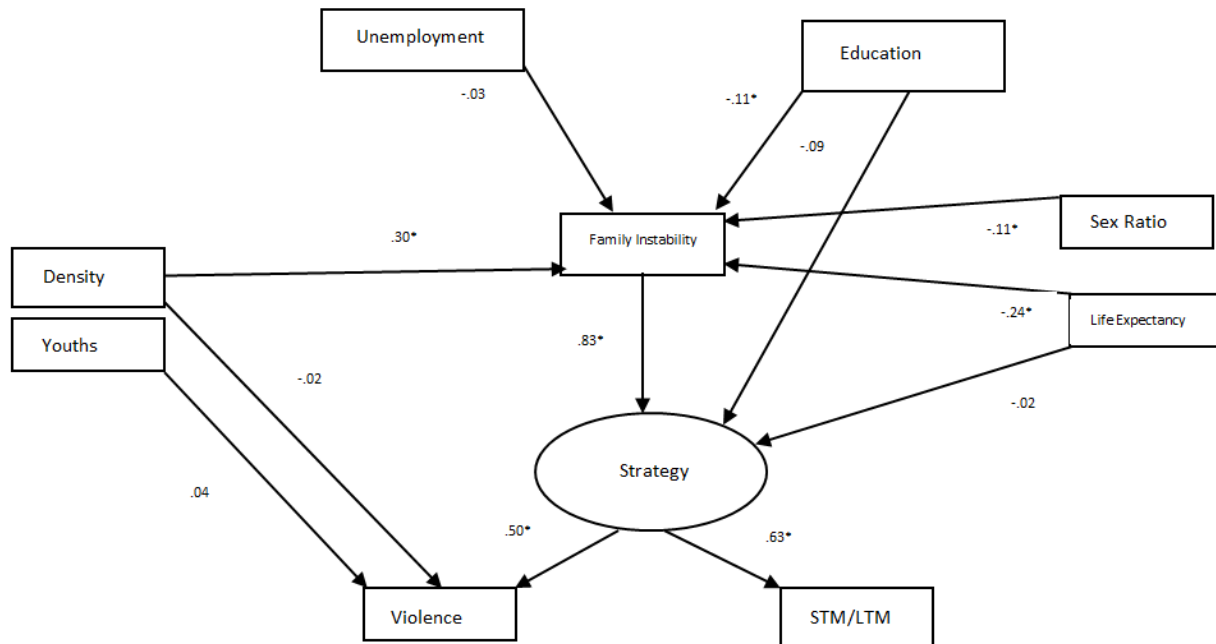 Unemployment
Education
-.03
-.11*
-.09
Family Instability
Sex Ratio
-.11*
.30*
Density
Life Expectancy
-.24*
Youths
.83*
-.02
-.02
Strategy
.04
.50*
.63*
Violence
STM/LTM